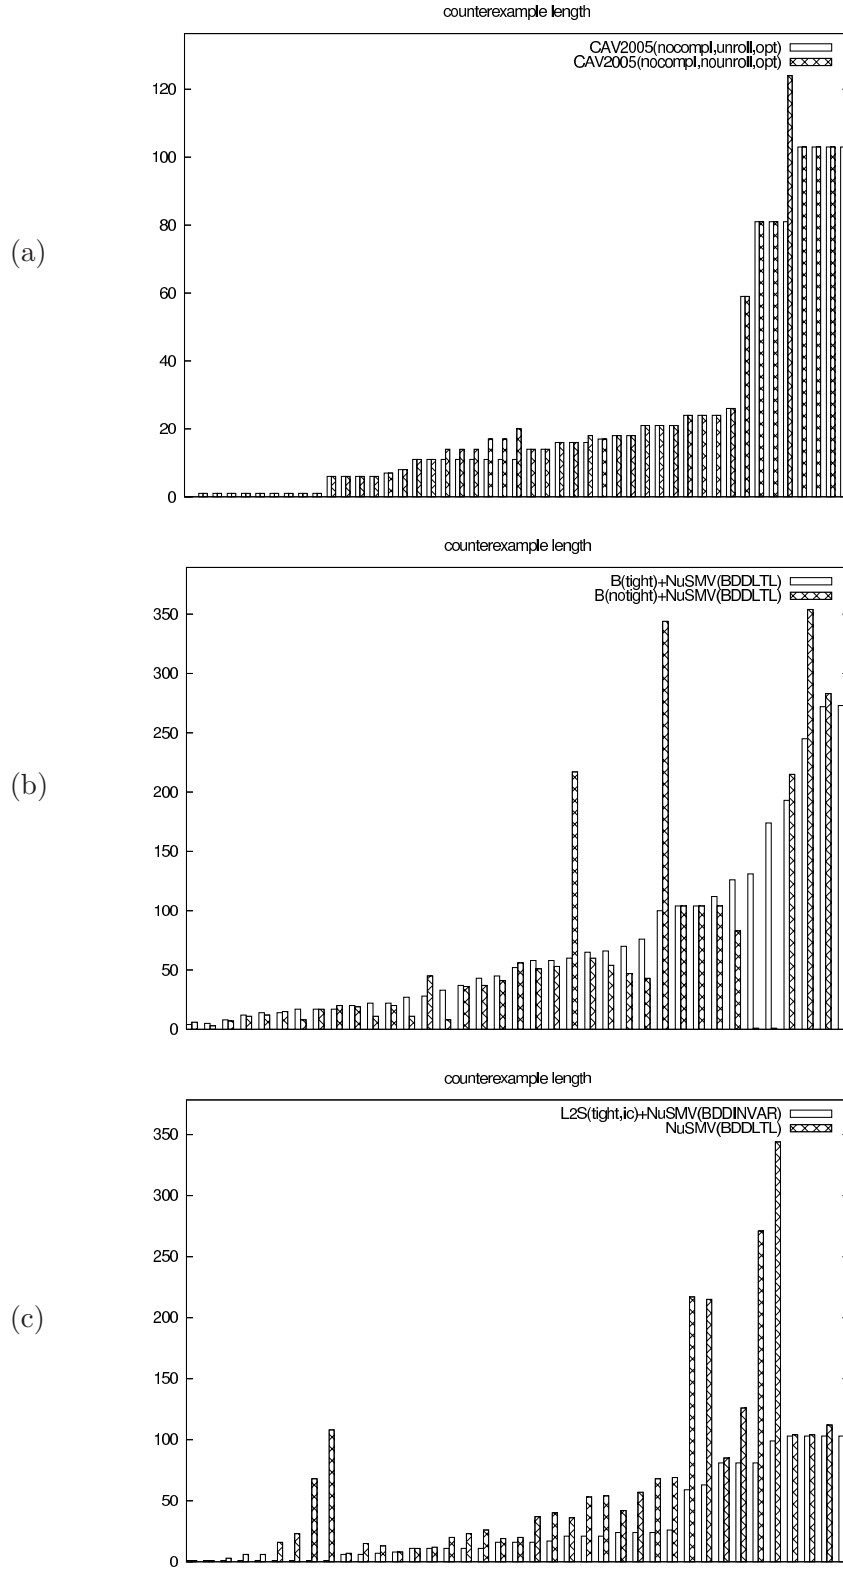 counterexample length
CAV2005(nocompl,unroll,opt)
CAV2005(nocompl,nounroll,opt)
120
100
80
60
40
20
0
(a)
counterexample length
B(tight)+NuSMV(BDDLTL)
B(notight)+NuSMV(BDDLTL)
350
300
250
200
150
100
50
0
(b)
counterexample length
L2S(tight,ic)+NuSMV(BDDINVAR)
NuSMV(BDDLTL)
350
300
250
200
150
100
50
0
(c)